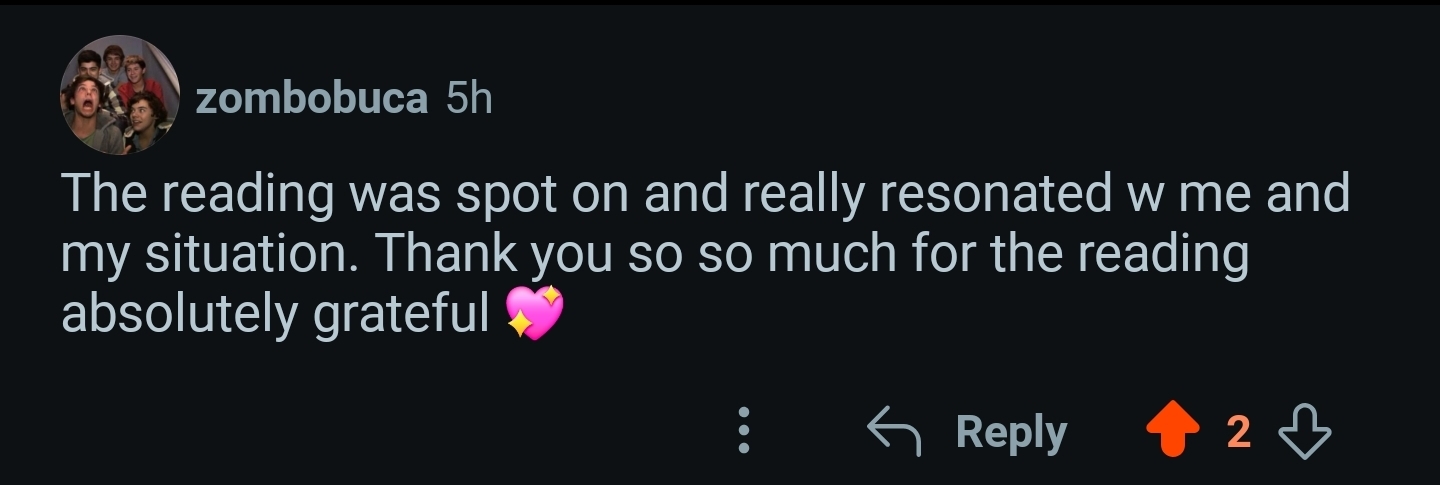 zombobuca 5h
The reading was spot on and really resonated w me and
my situation. Thank you so so much for the reading
absolutely grateful 💖
Reply 2